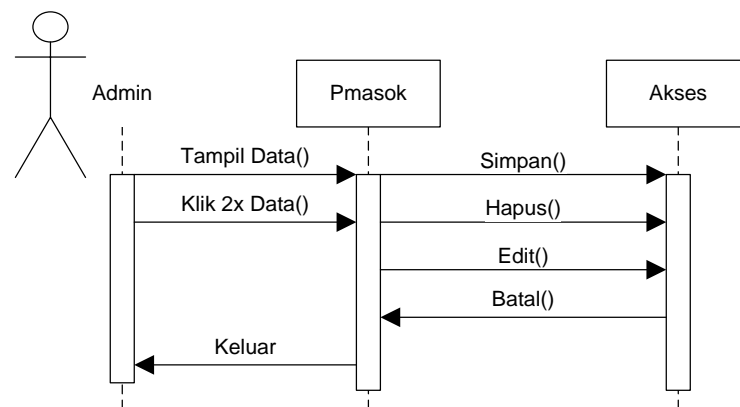 Admin
Pmasok
Akses
Tampil Data()
Simpan()
Klik 2x Data()
Hapus()
Edit()
Batal()
Keluar